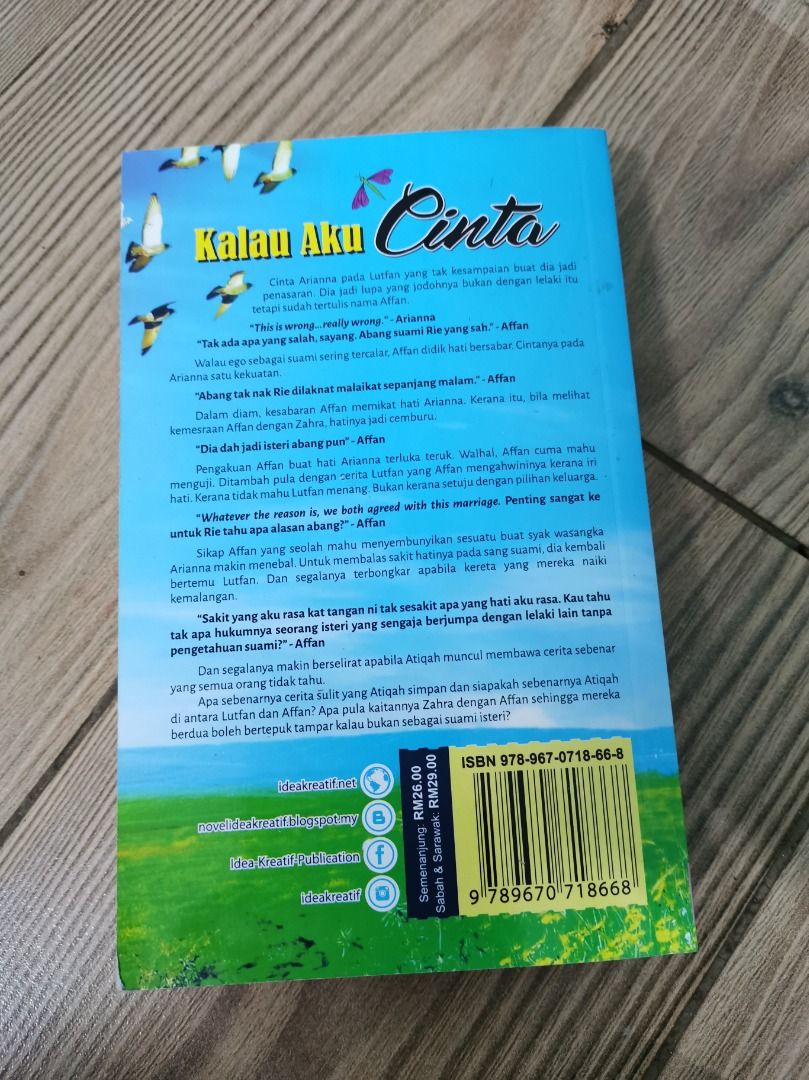 Kalau Aku Cinta
Cinta Arianna pada Lutfan yang tak kesampaian buat dia jadi
penasaran. Dia jadi lupa yang jodohnya bukan dengan lelaki itu
tetapi sudah tertulis nama Affan.
"This is wrong...really wrong." - Arianna
"Tak ada apa yang salah, sayang. Abang suami Rie yang sah." - Affan
Walau ego sebagai suami sering tercalar, Affan didik hati bersabar. Cintanya pada
Arianna satu kekuatan.
"Abang tak nak Rie dilaknat malaikat sepanjang malam." - Affan
Dalam diam, kesabaran Affan memikat hati Arianna. Kerana itu, bila melihat
kemesraan Affan dengan Zahra, hatinya jadi cemburu.
"Dia dah jadi isteri abang pun" - Affan
Pengakuan Affan buat hati Arianna terluka teruk. Walhal, Affan cuma mahu
menguji. Ditambah pula dengan cerita Lutfan yang Affan mengahwininya kerana iri
hati. Kerana tidak mahu Lutfan menang. Bukan kerana setuju dengan pilihan keluarga.
"Whatever the reason is, we both agreed with this marriage. Penting sangat ke
untuk Rie tahu apa alasan abang?" - Affan
Sikap Affan yang seolah mahu menyembunyikan sesuatu buat syak wasangka
Arianna makin menebal. Untuk membalas sakit hatinya pada sang suami, dia kembali
bertemu Lutfan. Dan segalanya terbongkar apabila kereta yang mereka naiki
kemalangan.
"Sakit yang aku rasa kat tangan ni tak sesakit apa yang hati aku rasa. Kau tahu
tak apa hukumnya seorang isteri yang sengaja berjumpa dengan lelaki lain tanpa
pengetahuan suami?" - Affan
Dan segalanya makin berselirat apabila Atiqah muncul membawa cerita sebenar
yang semua orang tidak tahu.
Apa sebenarnya cerita sulit yang Atiqah simpan dan siapakah sebenarnya Atiqah
di antara Lutfan dan Affan? Apa pula kaitannya Zahra dengan Affan sehingga mereka
berdua boleh bertepuk tampar kalau bukan sebagai suami isteri?
ideakreatif.net
novelideakreatif.blogspot.my
Idea-Kreatif-Publication
ideakreatif
Semenanjung: RM26.00
Sabah & Sarawak: RM29.00
ISBN 978-967-0718-66-8
9 789670 718668